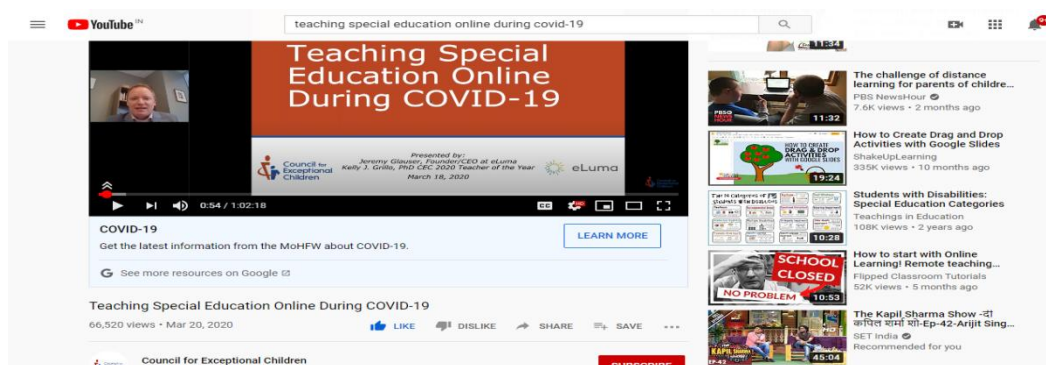 YouTube IN
teaching special education online during covid-19
9+
Teaching Special
Education Online
During COVID-19
Presented by:
Jeremy Glauser, Founder/CEO at eLuma
Kelly J. Grillo, PhD CEC 2020 Teacher of the Year
March 18, 2020
Council for
Exceptional
Children
eLuma
0:54 / 1:02:18
CC
COVID-19
Get the latest information from the MoHFW about COVID-19.
LEARN MORE
G See more resources on Google
Teaching Special Education Online During COVID-19
66,520 views • Mar 20, 2020
LIKE DISLIKE SHARE SAVE
Council for Exceptional Children
SUBSCRIBE
11:34
The challenge of distance
learning for parents of childre...
PBS NewsHour
7.6K views • 2 months ago
11:32
How to Create Drag and Drop
Activities with Google Slides
ShakeUpLearning
335K views • 10 months ago
HOW TO CREATE
DRAG & DROP
ACTIVITIES
WITH GOOGLE SLIDES
19:24
Students with Disabilities:
Special Education Categories
Teachings in Education
108K views • 2 years ago
10:28
How to start with Online
Learning! Remote teaching...
Flipped Classroom Tutorials
52K views • 5 months ago
SCHOOL
CLOSED
NO PROBLEM
10:53
The Kapil Sharma Show -दी
कपिल शर्मा शो-Ep-42-Arijit Sing...
SET India
Recommended for you
KAPIL
EP-42
45:04